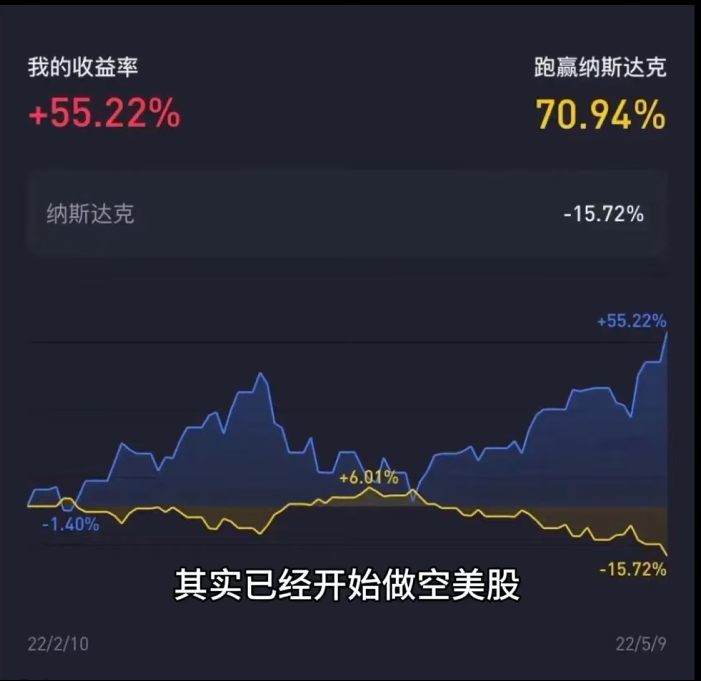 我的收益率
跑赢纳斯达克
+55.22%
70.94%
纳斯达克
-15.72%
+55.22%
+6.01%
-1.40%
-15.72%
其实已经开始做空美股
22/2/10
22/5/9